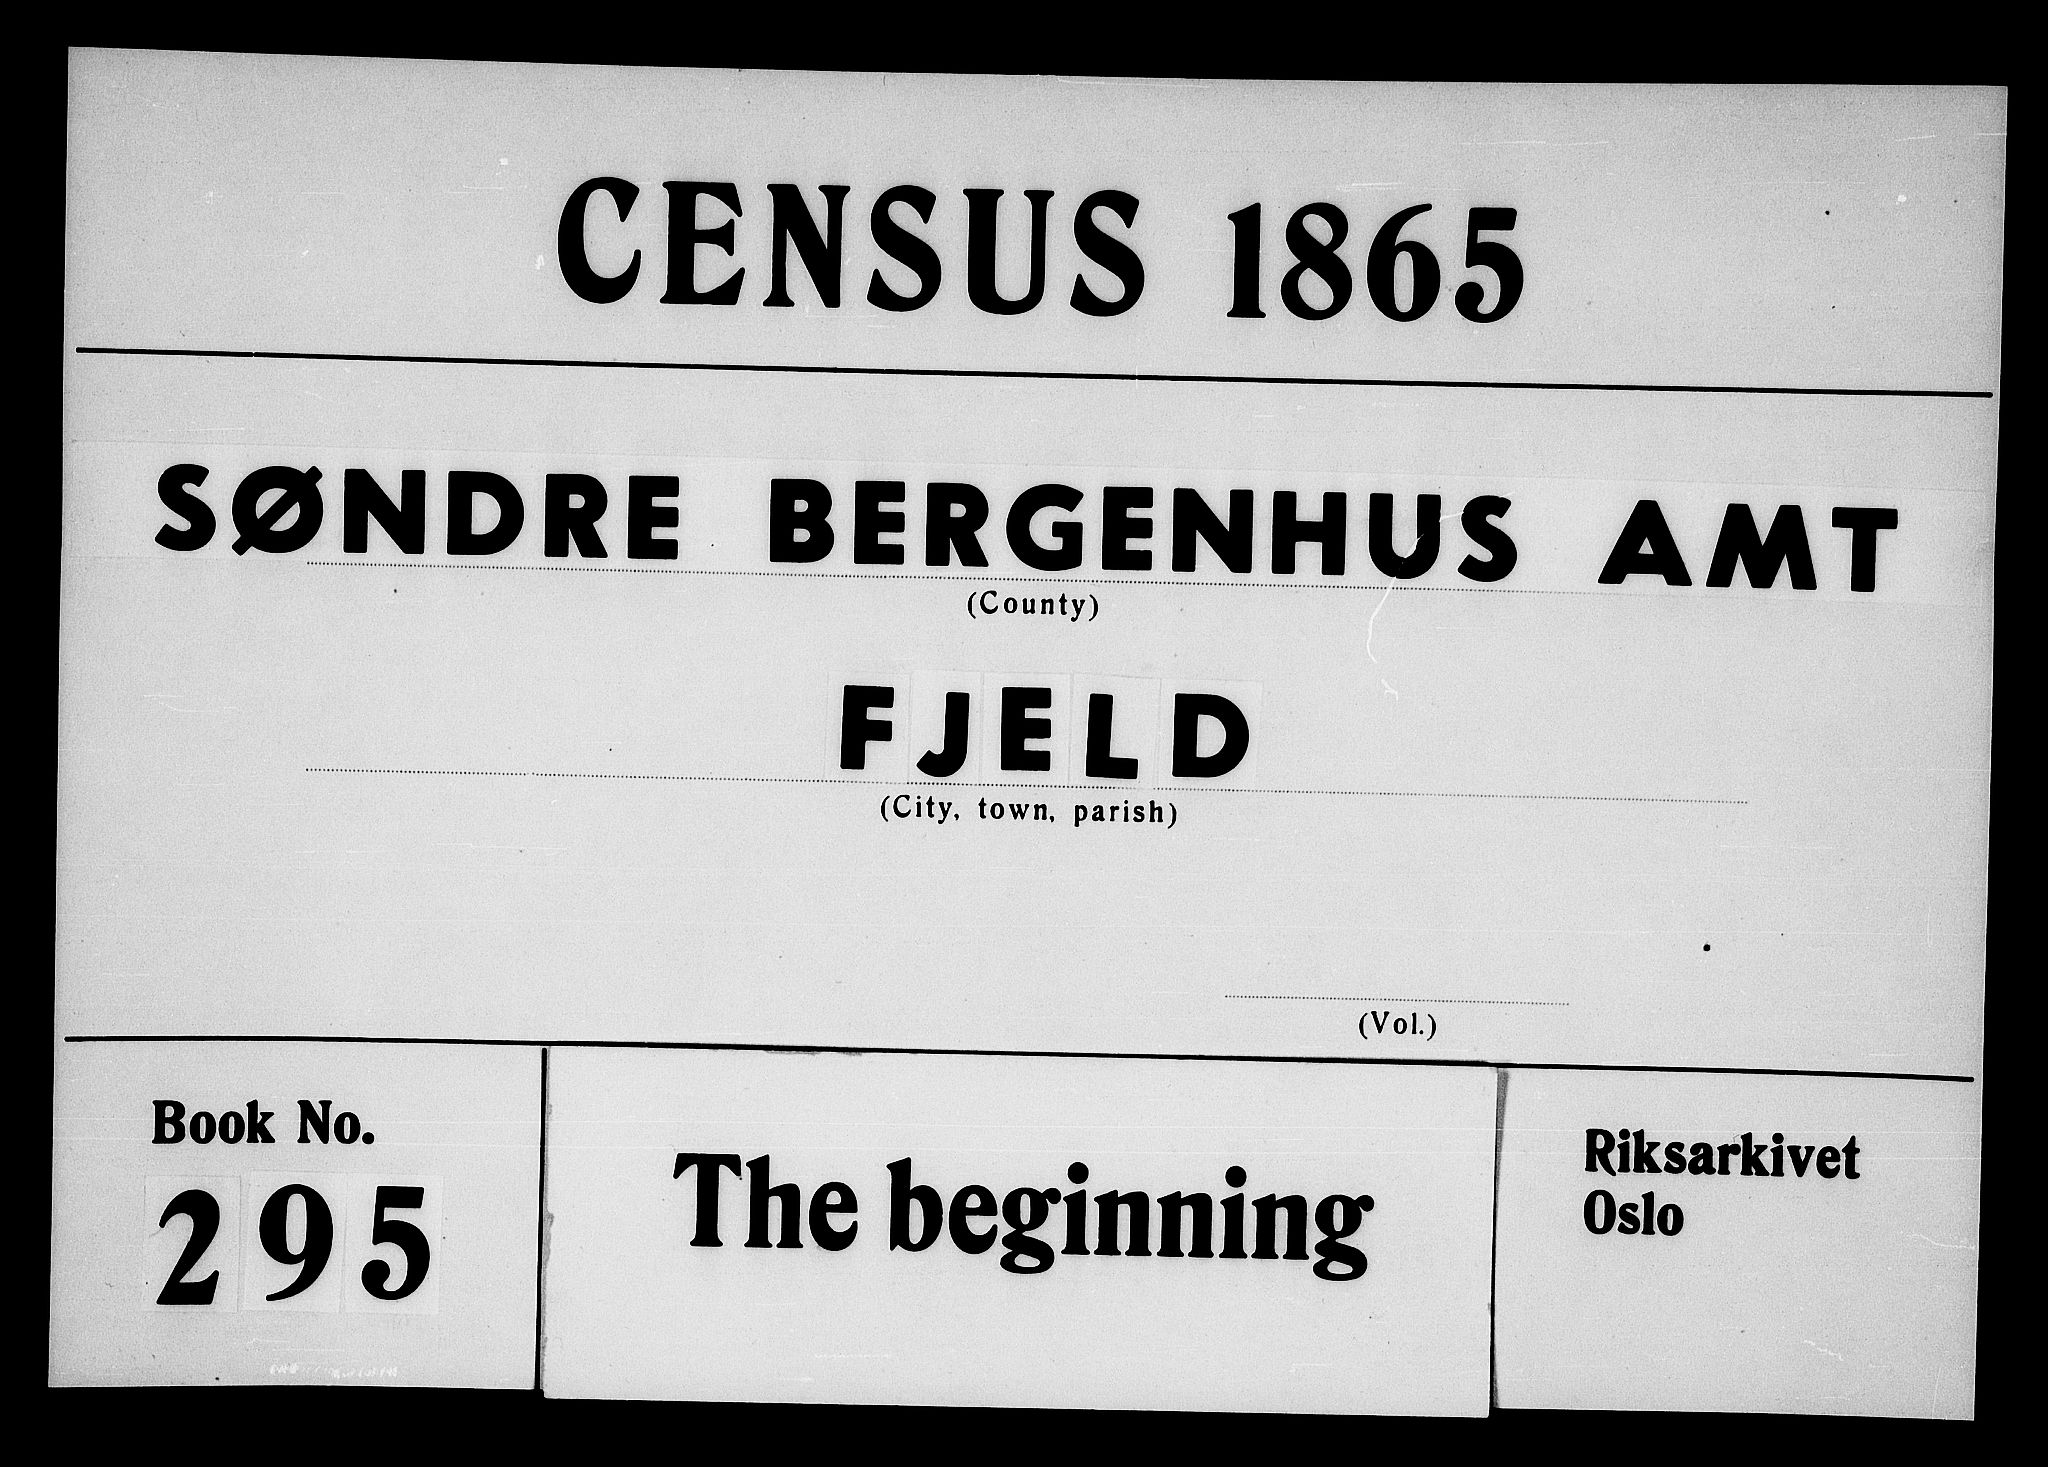 CENSUS 1865
SØNDRE BERGENHUS AMT
(County)
FJELD
(City, town, parish)
(Vol.)
Book No.
295
The beginning
Riksarkivet
Oslo